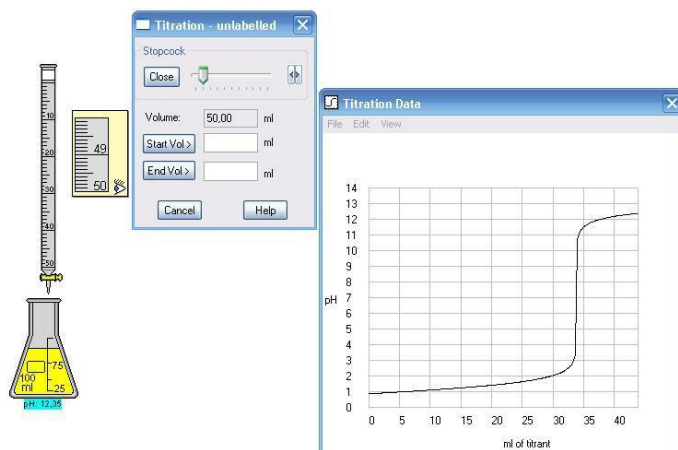 Titration - unlabelled
Stopcock
Close
Volume: 50,00 ml
Start Vol > ml
End Vol > ml
Cancel Help
10
20
30
40
50
49
50
75
100
ml
25
pH: 12,35
Titration Data
File Edit View
14
13
12
11
10
9
8
7
pH
6
5
4
3
2
1
0
0 5 10 15 20 25 30 35 40
ml of titrant